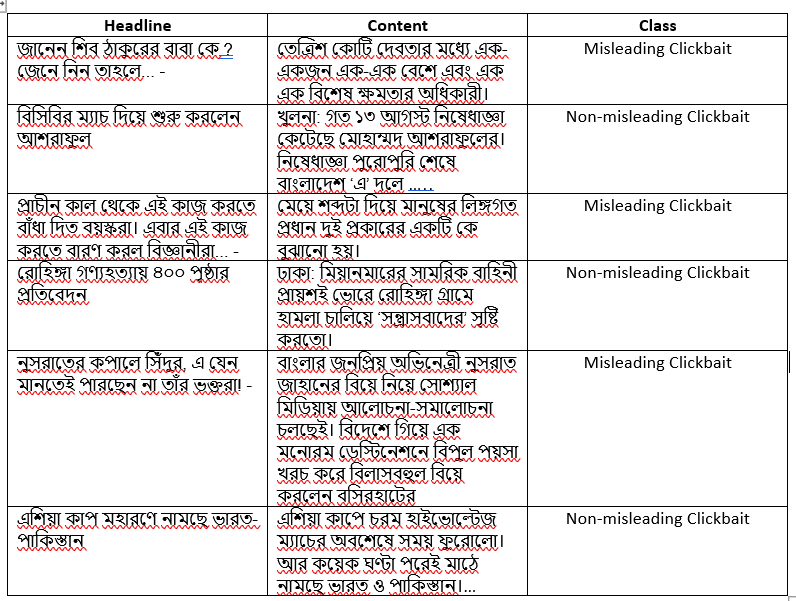 Headline
Content
Class
জানেন শিব ঠাকুরের বাবা কে ?
জেনে নিন তাহলে... -
তেত্রিশ কোটি দেবতার মধ্যে এক-
একজন এক-এক বেশে এবং এক
এক বিশেষ ক্ষমতার অধিকারী।
Misleading Clickbait
বিসিবির ম্যাচ দিয়ে শুরু করলেন
আশরাফুল
খুলনা: গত ১৩ আগস্ট নিষেধাজ্ঞা
কেটেছে মোহাম্মদ আশরাফুলের।
নিষেধাজ্ঞা পুরোপুরি শেষে
বাংলাদেশ ‘এ’ দলে …..
Non-misleading Clickbait
প্রাচীন কাল থেকে এই কাজ করতে
বাঁধা দিত বয়স্করা। এবার এই কাজ
করতে বারণ করল বিজ্ঞানীরা... -
মেয়ে শব্দটা দিয়ে মানুষের লিঙ্গগত
প্রধান দুই প্রকারের একটি কে
বুঝানো হয়।
Misleading Clickbait
রোহিঙ্গা গণ্যহত্যায় ৪০০ পৃষ্ঠার
প্রতিবেদন
ঢাকা: মিয়ানমারের সামরিক বাহিনী
প্রায়শই ভোরে রোহিঙ্গা গ্রামে
হামলা চালিয়ে ‘সন্ত্রাসবাদের’ সৃষ্টি
করতো।
Non-misleading Clickbait
নুসরাতের কপালে সিঁদুর, এ যেন
মানতেই পারছেন না তাঁর ভক্তরা! -
বাংলার জনপ্রিয় অভিনেত্রী নুসরাত
জাহানের বিয়ে নিয়ে সোশ্যাল
মিডিয়ায় আলোচনা-সমালোচনা
চলছেই। বিদেশে গিয়ে এক
মনোরম ডেস্টিনেশনে বিপুল পয়সা
খরচ করে বিলাসবহুল বিয়ে
করলেন বসিরহাটের
Misleading Clickbait
এশিয়া কাপ মহারণে নামছে ভারত-
পাকিস্তান
এশিয়া কাপে চরম হাইভোল্টেজ
ম্যাচের অবশেষে সময় ফুরোলো।
আর কয়েক ঘণ্টা পরেই মাঠে
নামছে ভারত ও পাকিস্তান।...
Non-misleading Clickbait